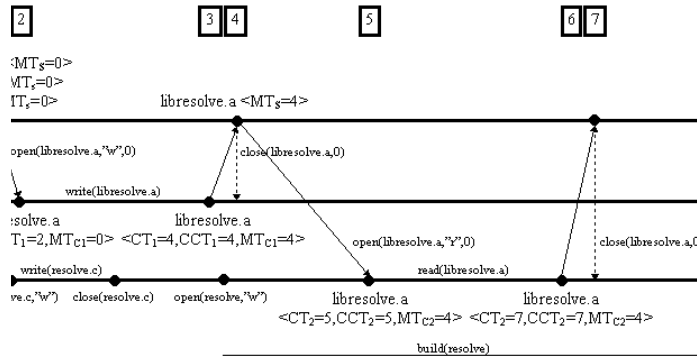 2 3 4 5 6 7
<MTs=0>
MTs=0>
MTs=0> libresolve.a <MTs=4>
open(libresolve.a,"w",0) close(libresolve.a,0)
write(libresolve.a)
esolve.a libresolve.a
T1=2,MTC1=0> <CT1=4,CCT1=4,MTC1=4>
open(libresolve.a,"r",0) close(libresolve.a,0
write(resolve.c) read(libresolve.a)
ve.c,"w") close(resolve.c) open(resolve,"w") libresolve.a libresolve.a
<CT2=5,CCT2=5,MTC2=4> <CT2=7,CCT2=7,MTC2=4>
build(resolve)